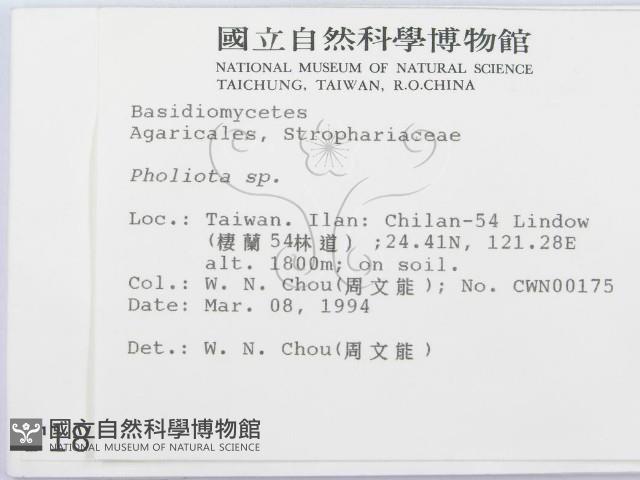 國立自然科學博物館
NATIONAL MUSEUM OF NATURAL SCIENCE
TAICHUNG, TAIWAN, R.O.CHINA
Basidiomycetes
Agaricales, Strophariaceae
Pholiota sp.
Loc.: Taiwan. Ilan: Chilan-54 Lindow
(棲蘭54林道) ;24.41N, 121.28E
alt. 1800m; on soil.
Col.: W. N. Chou(周文能); No. CWN00175
Date: Mar. 08, 1994
Det.: W. N. Chou(周文能)
國立自然科學博物館
NATIONAL MUSEUM OF NATURAL SCIENCE